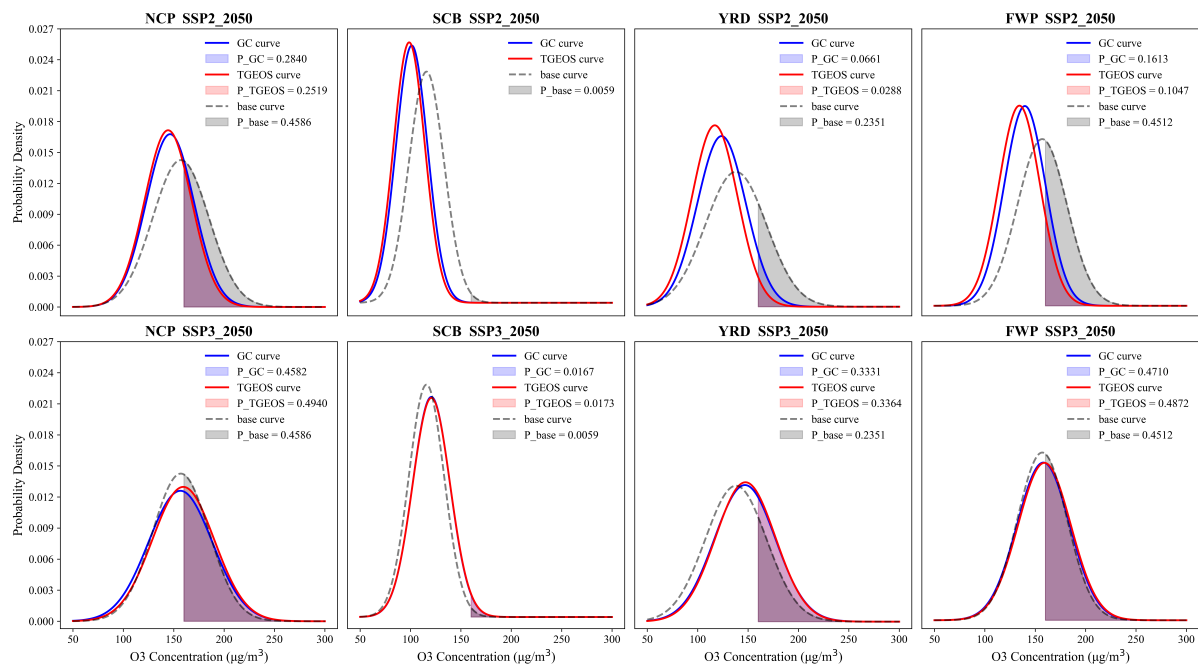 NCP SSP2_2050
SCB SSP2_2050
YRD SSP2_2050
FWP SSP2_2050
Probability Density
0.027
0.024
0.021
0.018
0.015
0.012
0.009
0.006
0.003
0.000
GC curve
P_GC = 0.2840
TGEOS curve
P_TGEOS = 0.2519
base curve
P_base = 0.4586
GC curve
TGEOS curve
base curve
P_base = 0.0059
GC curve
P_GC = 0.0661
TGEOS curve
P_TGEOS = 0.0288
base curve
P_base = 0.2351
GC curve
P_GC = 0.1613
TGEOS curve
P_TGEOS = 0.1047
base curve
P_base = 0.4512
NCP SSP3_2050
SCB SSP3_2050
YRD SSP3_2050
FWP SSP3_2050
Probability Density
0.027
0.024
0.021
0.018
0.015
0.012
0.009
0.006
0.003
0.000
GC curve
P_GC = 0.4582
TGEOS curve
P_TGEOS = 0.4940
base curve
P_base = 0.4586
GC curve
P_GC = 0.0167
TGEOS curve
P_TGEOS = 0.0173
base curve
P_base = 0.0059
GC curve
P_GC = 0.3331
TGEOS curve
P_TGEOS = 0.3364
base curve
P_base = 0.2351
GC curve
P_GC = 0.4710
TGEOS curve
P_TGEOS = 0.4872
base curve
P_base = 0.4512
50 100 150 200 250 300
50 100 150 200 250 300
50 100 150 200 250 300
50 100 150 200 250 300
O3 Concentration (μg/m³)
O3 Concentration (μg/m³)
O3 Concentration (μg/m³)
O3 Concentration (μg/m³)